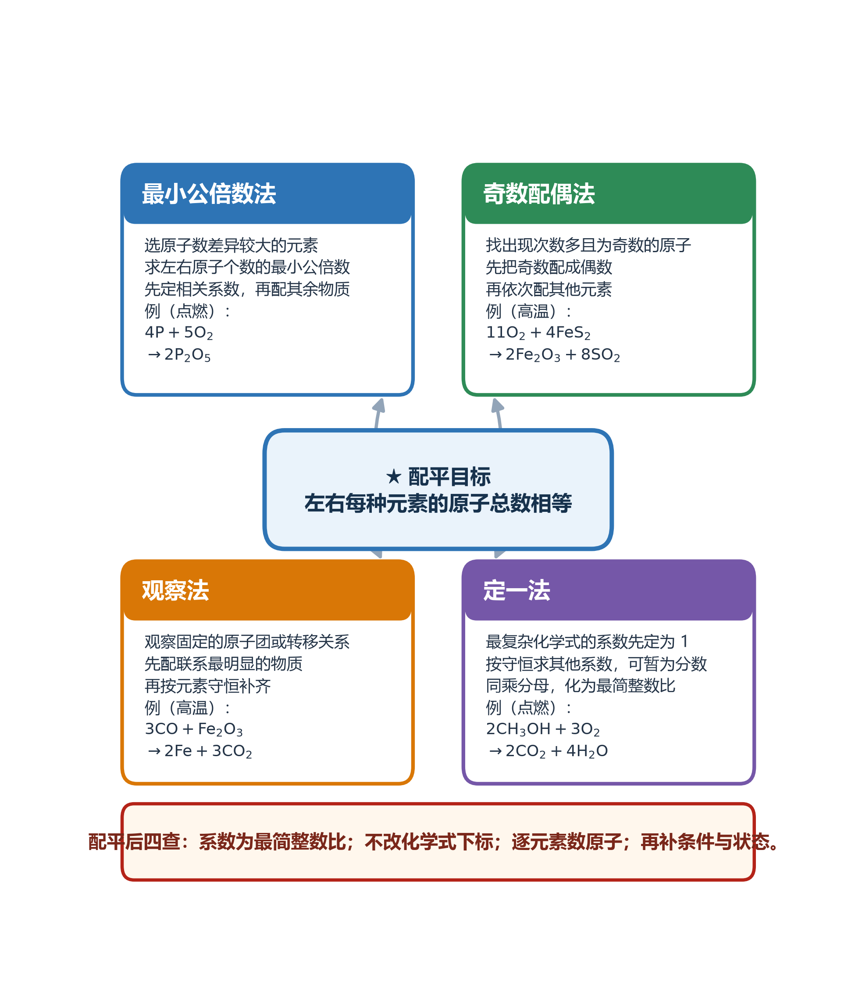 最小公倍数法
选原子数差异较大的元素
求左右原子个数的最小公倍数
先定相关系数，再配其余物质
例（点燃）：
4P + 5O₂
→ 2P₂O₅
奇数配偶法
找出现次数多且为奇数的原子
先把奇数配成偶数
再依次配其他元素
例（高温）：
11O₂ + 4FeS₂
→ 2Fe₂O₃ + 8SO₂
★ 配平目标
左右每种元素的原子总数相等
观察法
观察固定的原子团或转移关系
先配联系最明显的物质
再按元素守恒补齐
例（高温）：
3CO + Fe₂O₃
→ 2Fe + 3CO₂
定一法
最复杂化学式的系数先定为 1
按守恒求其他系数，可暂为分数
同乘分母，化为最简整数比
例（点燃）：
2CH₃OH + 3O₂
→ 2CO₂ + 4H₂O
配平后四查：系数为最简整数比；不改化学式下标；逐元素数原子；再补条件与状态。